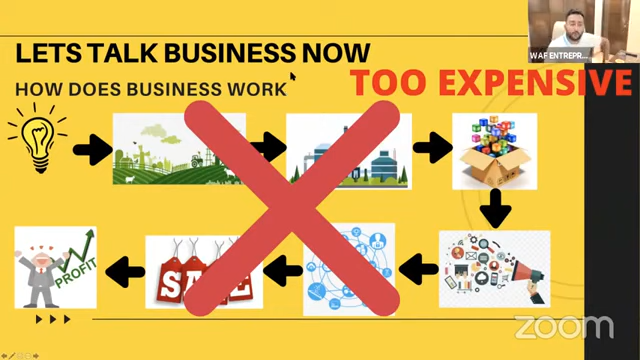 LETS TALK BUSINESS NOW
WAF ENTREPR...
HOW DOES BUSINESS WORK
TOO EXPENSIVE
PROFIT
SALE
zoom